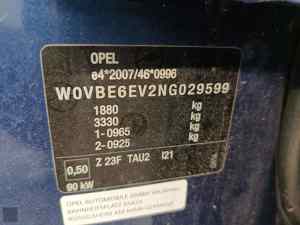 OPEL
e4*2007/46*0996
W0VBE6EV2NG029599
1880 kg
3330 kg
1-0965 kg
2-0925 kg
Z 23F TAU2 I21
0,50
90 kW
OPEL AUTOMOBILE GMBH
BAHNHOFSPLATZ